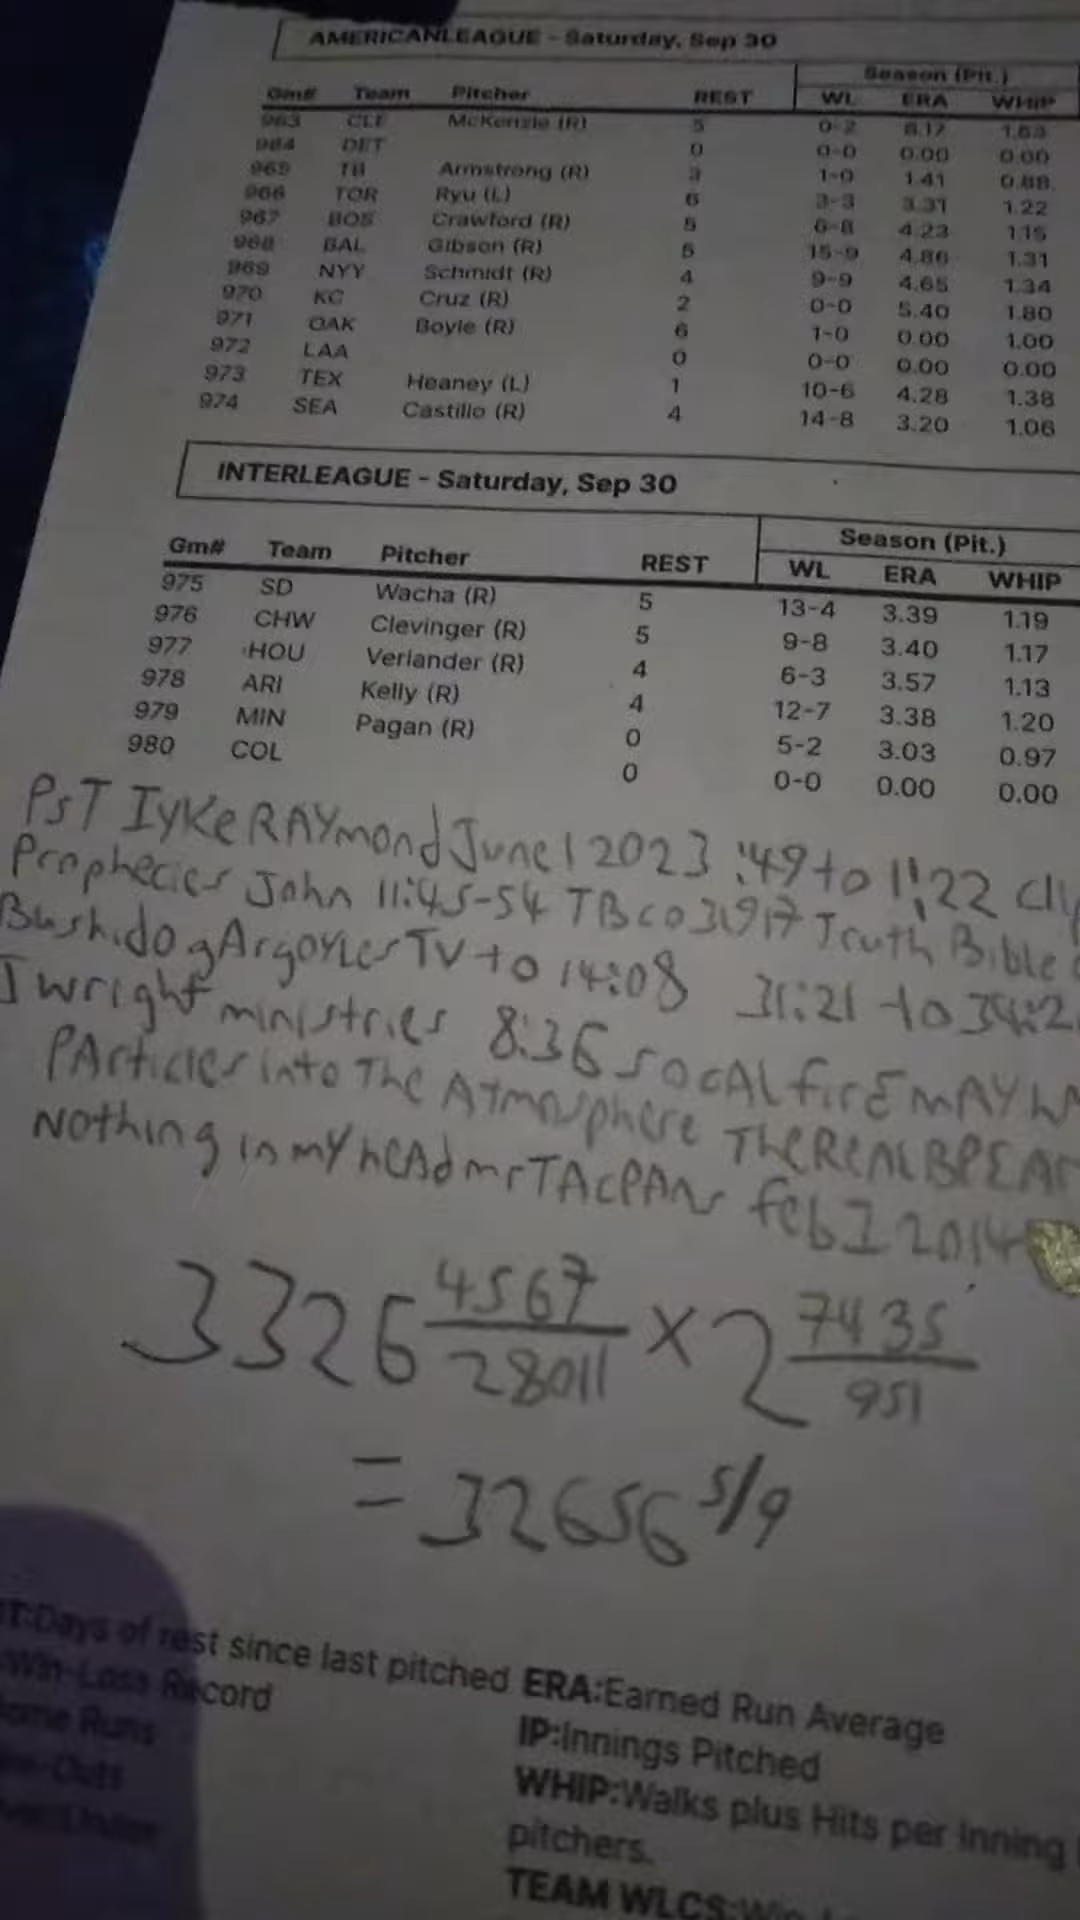 AMERICANLEAGUE - Saturday, Sep 30
Season (Pit.)
Gm# Team Pitcher REST WL ERA WHIP
963 CLE McKenzie (R) 5 0-2 1.63
964 DET 0 0-0 0.00 0.00
965 TB Armstrong (R) 3 1-0 1.41 0.88
966 TOR Ryu (L) 6 3-3 3.31 1.22
967 BOS Crawford (R) 5 6-8 4.23 1.15
968 BAL Gibson (R) 5 15-9 4.86 1.31
969 NYY Schmidt (R) 4 9-9 4.65 1.34
970 KC Cruz (R) 2 0-0 5.40 1.80
971 OAK Boyle (R) 6 1-0 0.00 1.00
972 LAA 0 0-0 0.00 0.00
973 TEX Heaney (L) 1 10-6 4.28 1.38
974 SEA Castillo (R) 4 14-8 3.20 1.06
INTERLEAGUE - Saturday, Sep 30
Season (Pit.)
Gm# Team Pitcher REST WL ERA WHIP
975 SD Wacha (R) 5 13-4 3.39 1.19
976 CHW Clevinger (R) 5 9-8 3.40 1.17
977 HOU Verlander (R) 4 6-3 3.57 1.13
978 ARI Kelly (R) 4 12-7 3.38 1.20
979 MIN Pagan (R) 0 5-2 3.03 0.97
980 COL 0 0-0 0.00 0.00
PsT IyKe RAYmond June 1 2023 :49 to 1:22
Prophecies John 11:45-54 TBc031917 Truth Bible
Bushido gArgoyles TV to 14:08 31:21 to
J wright ministries 8:36 socAL firE mAY
PArticles into The ATmosphere TheReALBPEAr
Nothing in my heAd mrTAcPANs feb 1 2014
3326 4567/28011 × 2 7435/951
= 32656 5/9
Days of rest since last pitched ERA:Earned Run Average
Win-Loss Record IP:Innings Pitched
Home Runs WHIP:Walks plus Hits per Inning
pitchers.
TEAM WLCS: